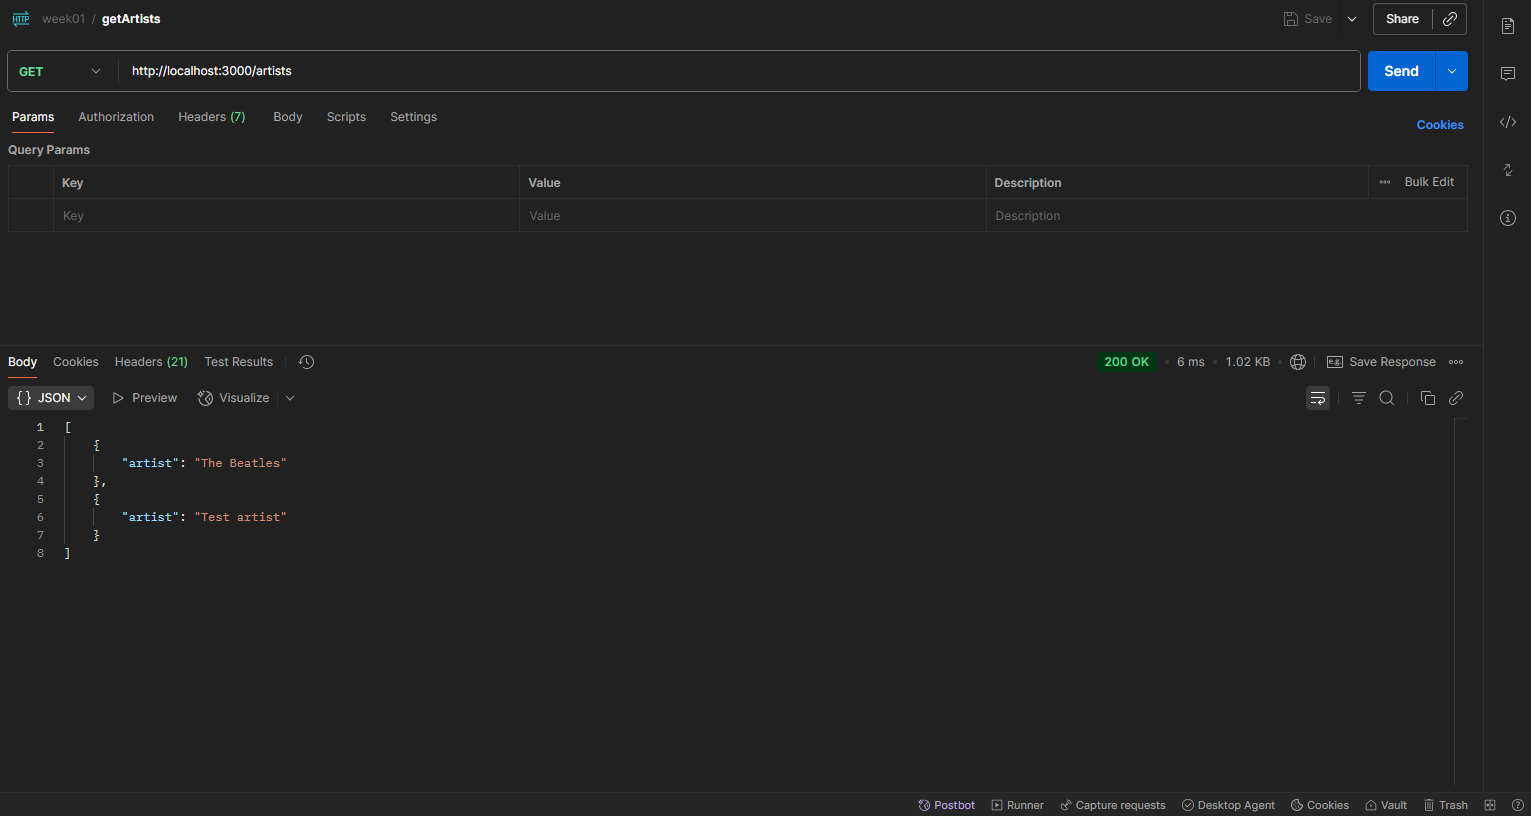 HTTP week01 / getArtists Save Share
GET http://localhost:3000/artists Send
Params Authorization Headers (7) Body Scripts Settings Cookies
Query Params
Key Value Description Bulk Edit
Key Value Description
Body Cookies Headers (21) Test Results 200 OK • 6 ms • 1.02 KB • e.g. Save Response
{} JSON Preview Visualize
1 [
2 {
3 "artist": "The Beatles"
4 },
5 {
6 "artist": "Test artist"
7 }
8 ]
Postbot Runner Capture requests Desktop Agent Cookies Vault Trash